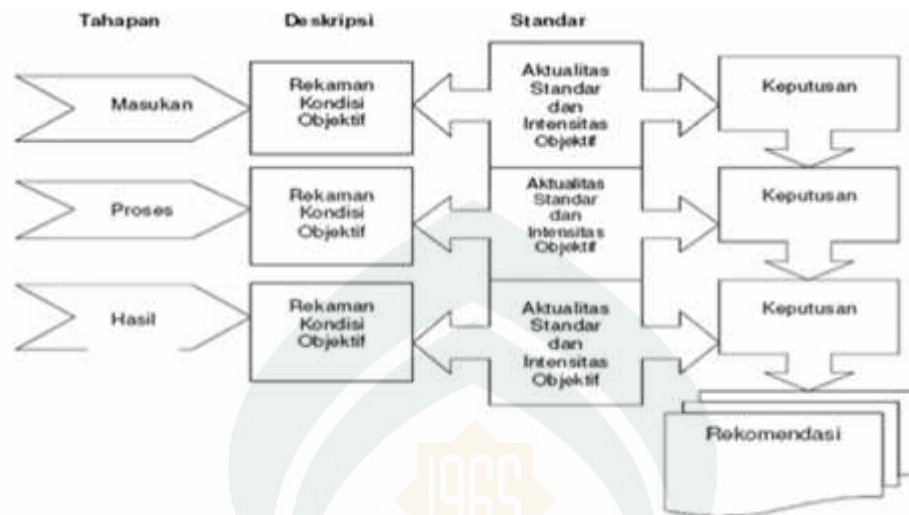 Tahapan Deskripsi Standar
Masukan
Rekaman
Kondisi
Objektif
Aktualitas
Standar
dan
Intensitas
Objektif
Keputusan
Proses
Rekaman
Kondisi
Objektif
Aktualitas
Standar
dan
Intensitas
Objektif
Keputusan
Hasil
Rekaman
Kondisi
Objektif
Aktualitas
Standar
dan
Intensitas
Objektif
Keputusan
Rekomendasi
1965